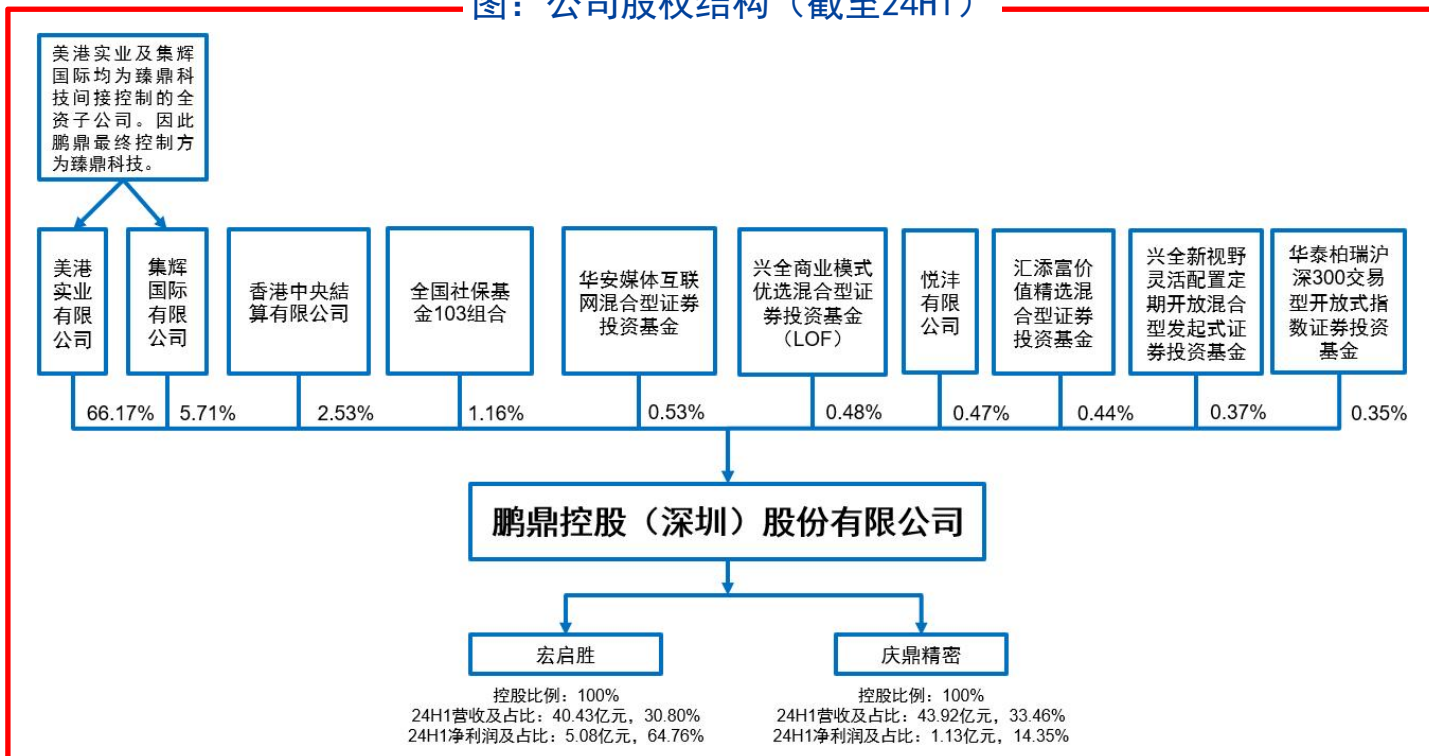 图：公司股权结构（截至24H1）
美港实业及集辉
国际均为臻鼎科
技间接控制的全
资子公司。因此
鹏鼎最终控制方
为臻鼎科技。
美港
实业
有限
公司
集辉
国际
有限
公司
香港中央結
算有限公司
全国社保基
金103组合
华安媒体互联
网混合型证券
投资基金
兴全商业模式
优选混合型证
券投资基金
（LOF）
悦沣
有限
公司
汇添富价
值精选混
合型证券
投资基金
兴全新视野
灵活配置定
期开放混合
型发起式证
券投资基金
华泰柏瑞沪
深300交易
型开放式指
数证券投资
基金
66.17%
5.71%
2.53%
1.16%
0.53%
0.48%
0.47%
0.44%
0.37%
0.35%
鹏鼎控股（深圳）股份有限公司
宏启胜
控股比例：100%
24H1营收及占比：40.43亿元，30.80%
24H1净利润及占比：5.08亿元，64.76%
庆鼎精密
控股比例：100%
24H1营收及占比：43.92亿元，33.46%
24H1净利润及占比：1.13亿元，14.35%